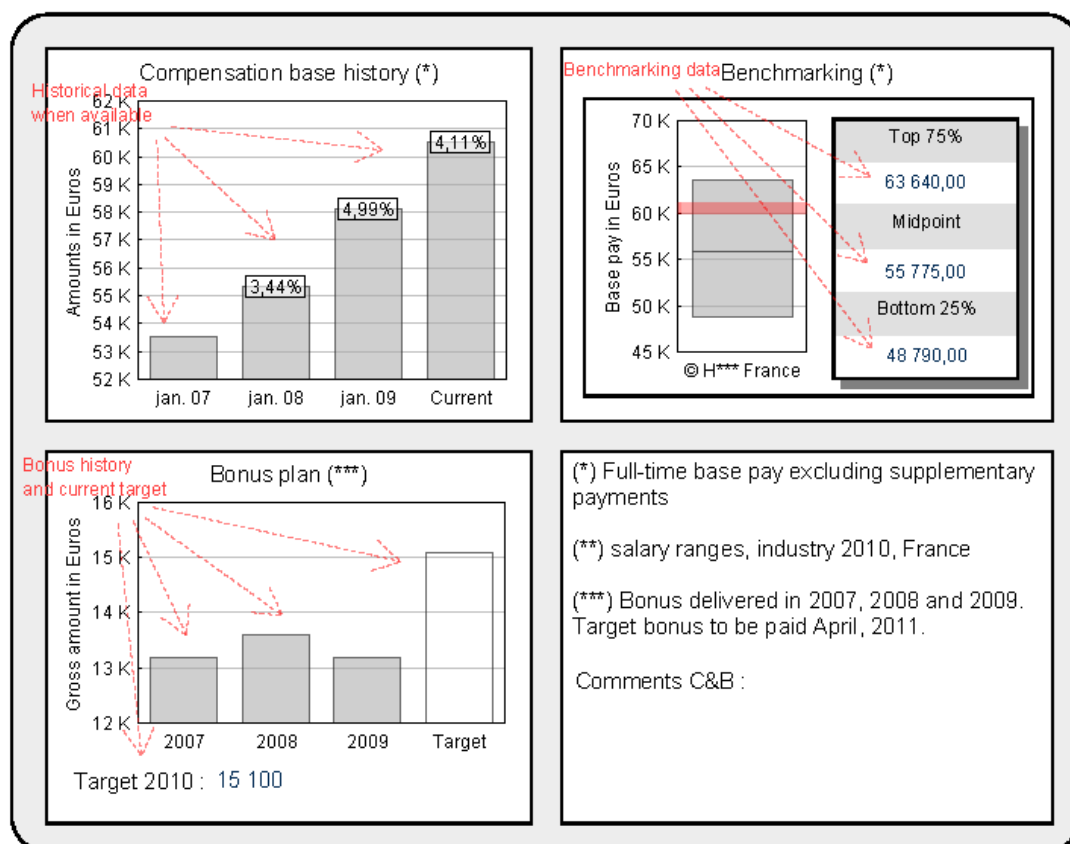 Compensation base history (*)
Historical data
when available
Amounts in Euros
62 K
61 K
60 K
58 K
57 K
56 K
55 K
54 K
53 K
52 K
3,44%
4,99%
4,11%
jan. 07
jan. 08
jan. 09
Current
Benchmarking data
Benchmarking (*)
Base pay in Euros
70 K
65 K
60 K
55 K
50 K
45 K
© H*** France
Top 75%
63 640,00
Midpoint
55 775,00
Bottom 25%
48 790,00
Bonus history
and current target
Bonus plan (***)
Gross amount in Euros
16 K
15 K
14 K
13 K
12 K
2007
2008
2009
Target
Target 2010 : 15 100
(*) Full-time base pay excluding supplementary
payments
(**) salary ranges, industry 2010, France
(***) Bonus delivered in 2007, 2008 and 2009.
Target bonus to be paid April, 2011.
Comments C&B :